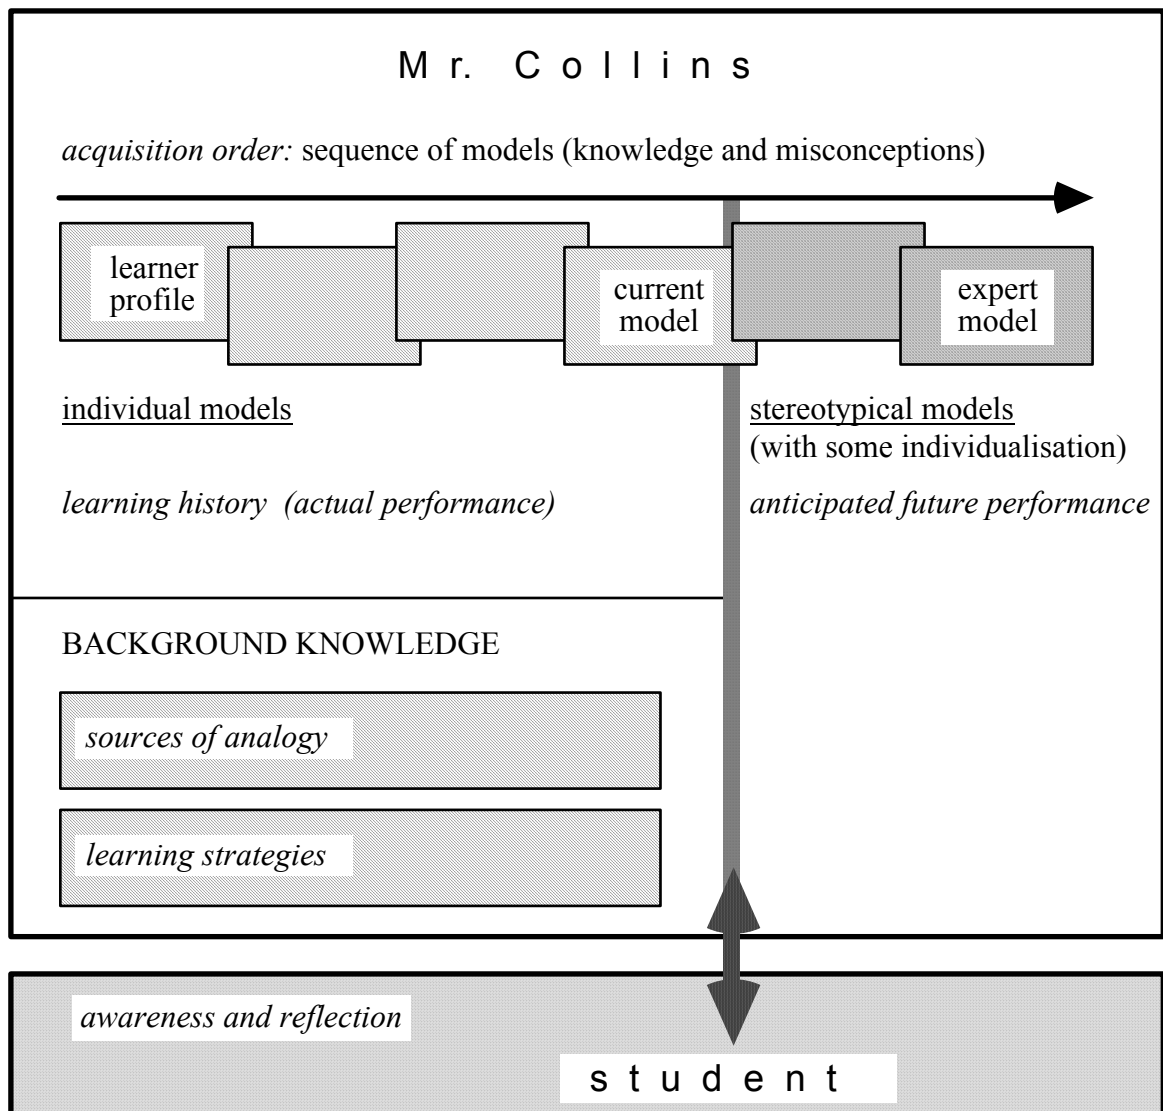 Mr. Collins
acquisition order: sequence of models (knowledge and misconceptions)
learner
profile
current
model
expert
model
individual models
stereotypical models
(with some individualisation)
learning history (actual performance)
anticipated future performance
BACKGROUND KNOWLEDGE
sources of analogy
learning strategies
awareness and reflection
student